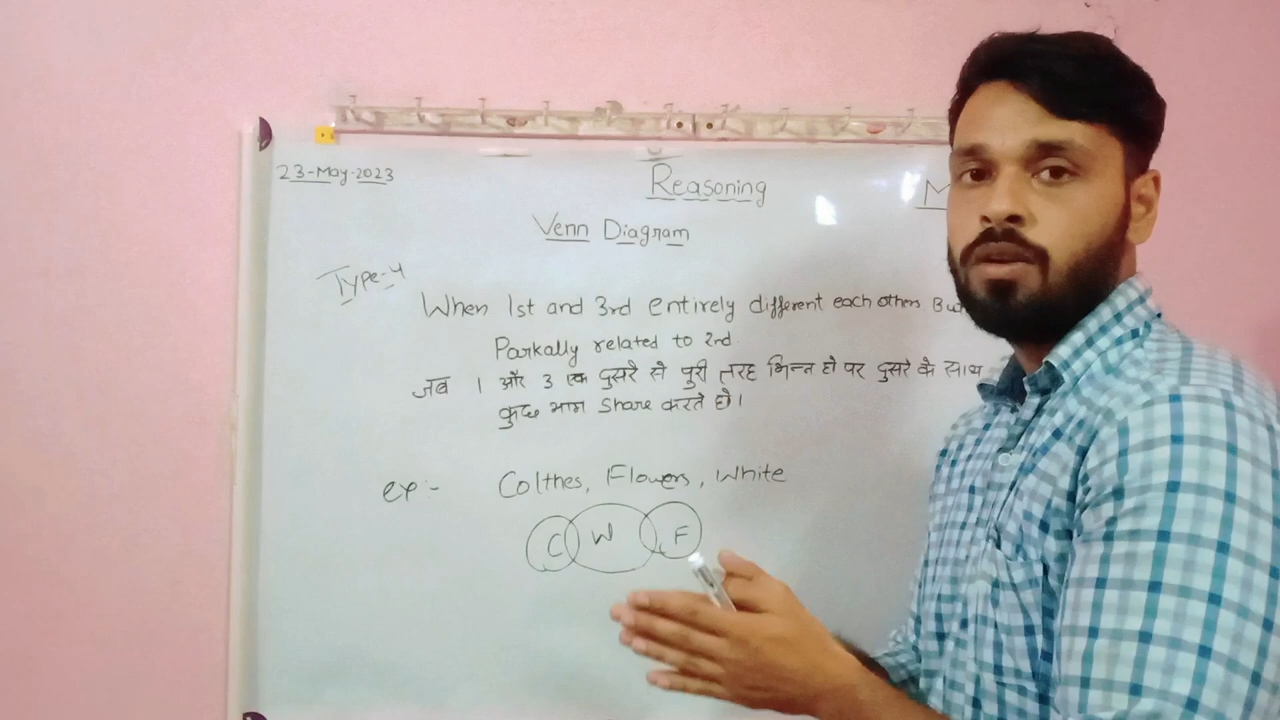 23-May-2023
Reasoning
M
Venn Diagram
Type-4
When 1st and 3rd entirely different each others But
Parkally related to 2nd.
जब 1 और 3 एक दुसरे से पुरी तरह भिन्न हो पर दुसरे के साथ
कुछ भाग Share करते हो।
ex:- Colthes, Flowers, White
C W F